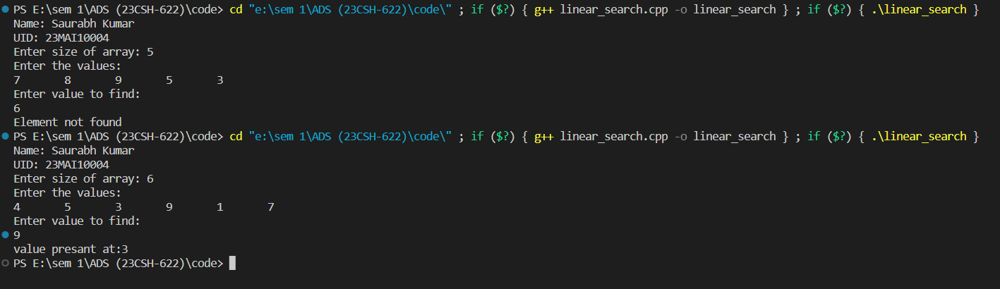 PS E:\sem 1\ADS (23CSH-622)\code> cd "e:\sem 1\ADS (23CSH-622)\code\" ; if ($?) { g++ linear_search.cpp -o linear_search } ; if ($?) { .\linear_search }
Name: Saurabh Kumar
UID: 23MAI10004
Enter size of array: 5
Enter the values:
7 8 9 5 3
Enter value to find:
6
Element not found
PS E:\sem 1\ADS (23CSH-622)\code> cd "e:\sem 1\ADS (23CSH-622)\code\" ; if ($?) { g++ linear_search.cpp -o linear_search } ; if ($?) { .\linear_search }
Name: Saurabh Kumar
UID: 23MAI10004
Enter size of array: 6
Enter the values:
4 5 3 9 1 7
Enter value to find:
9
value presant at:3
PS E:\sem 1\ADS (23CSH-622)\code>